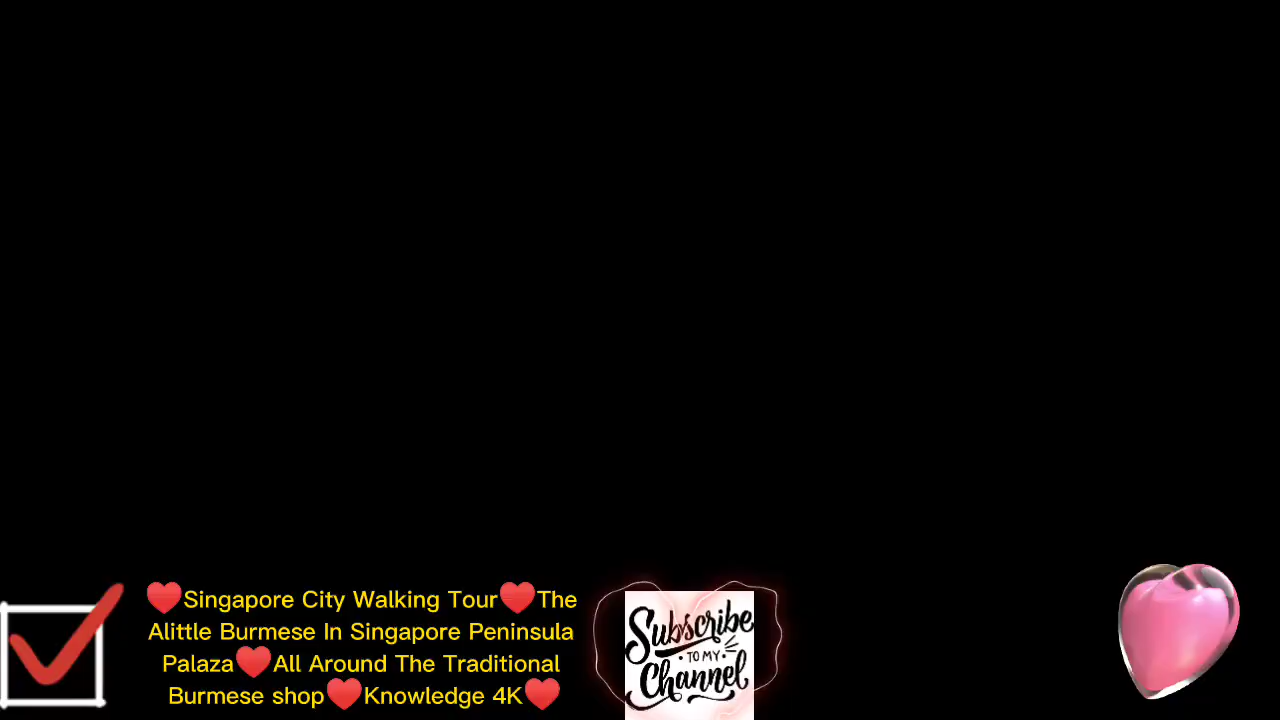 ♥️Singapore City Walking Tour♥️The
Alittle Burmese In Singapore Peninsula
Palaza♥️All Around The Traditional
Burmese shop♥️Knowledge 4K♥️
Subscribe
TO MY
Channel